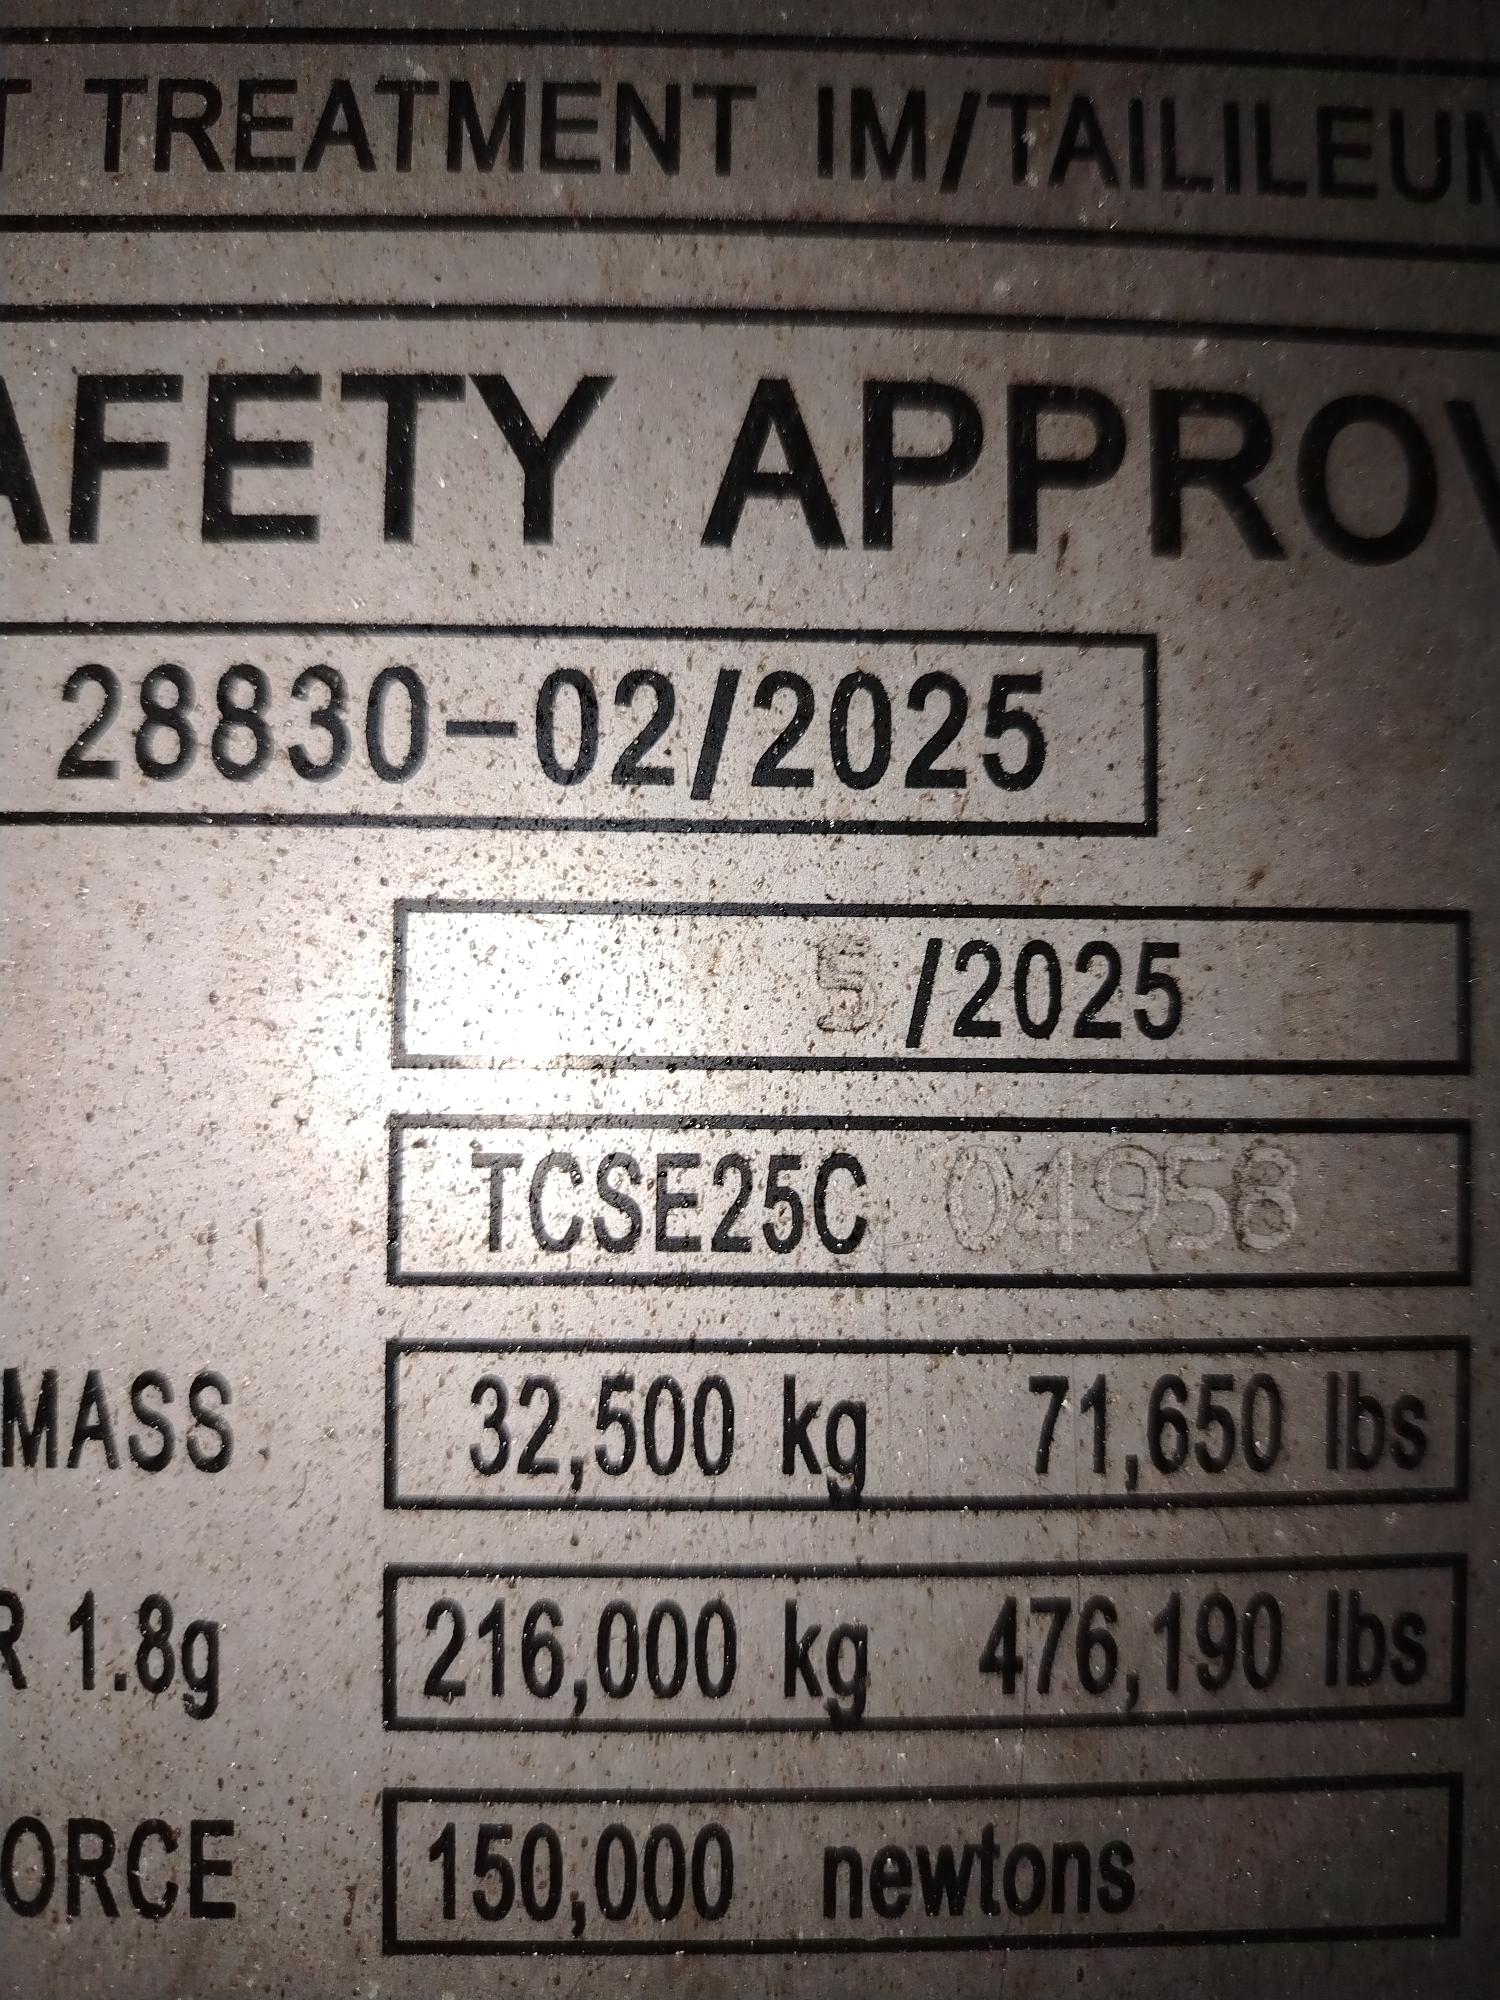 T TREATMENT IM/TAILILEUM
AFETY APPROV
28830-02/2025
5 /2025
TCSE25C 04958
MASS 32,500 kg 71,650 lbs
R 1.8g 216,000 kg 476,190 lbs
ORCE 150,000 newtons